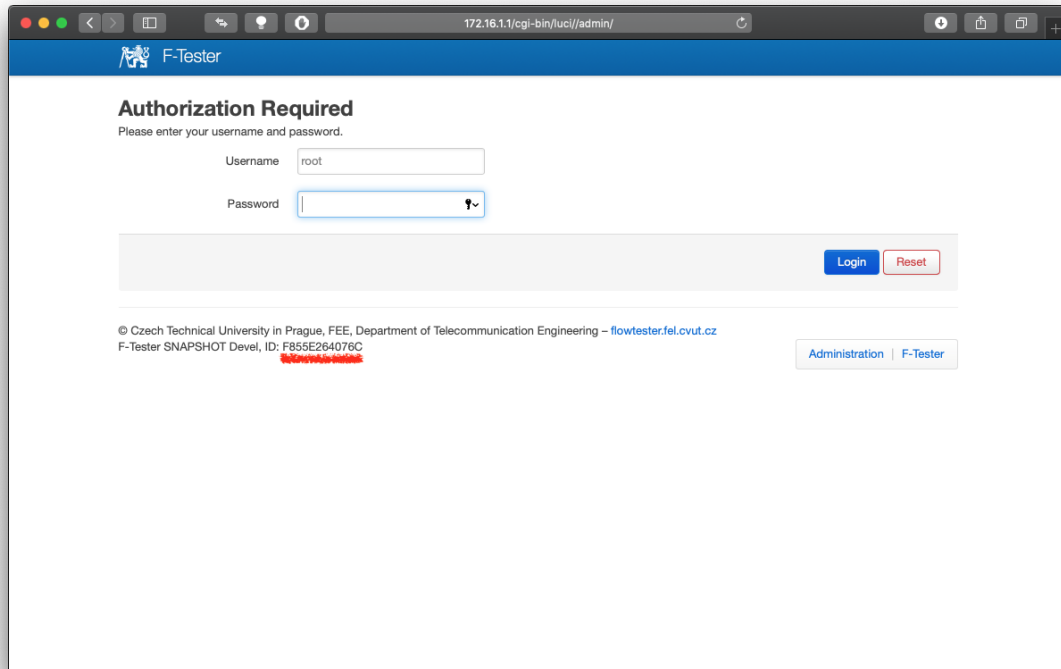 172.16.1.1/cgi-bin/luci//admin/
F-Tester
Authorization Required
Please enter your username and password.
Username root
Password
Login Reset
© Czech Technical University in Prague, FEE, Department of Telecommunication Engineering – flowtester.fel.cvut.cz
F-Tester SNAPSHOT Devel, ID: F855E264076C
Administration | F-Tester